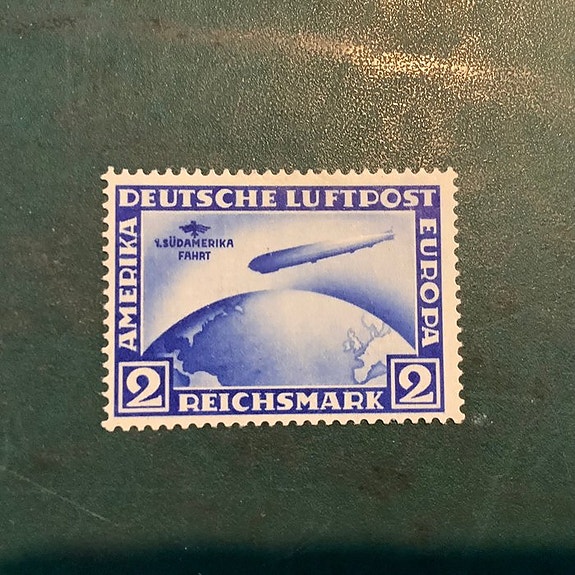 DEUTSCHE LUFTPOST
AMERIKA
1. SÜDAMERIKA
FAHRT
EUROPA
2
REICHSMARK
2